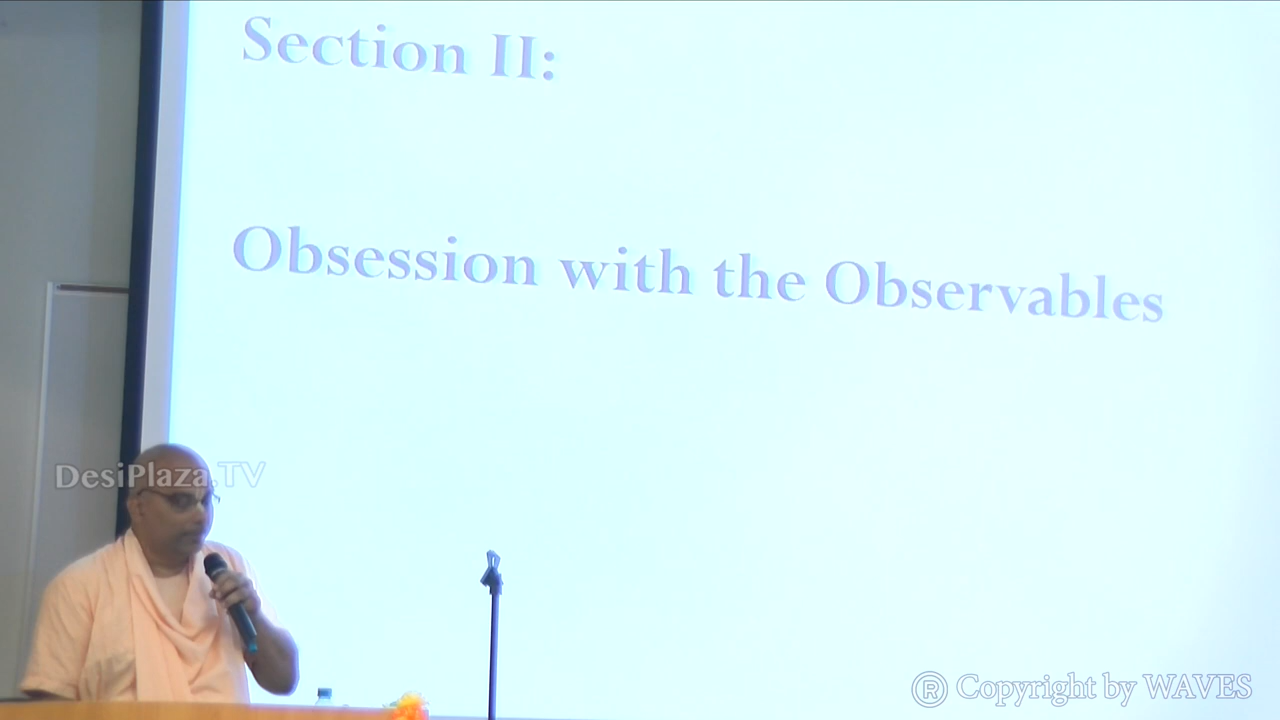 Section II:
Obsession with the Observables
DesiPlaza.TV
® Copyright by WAVES